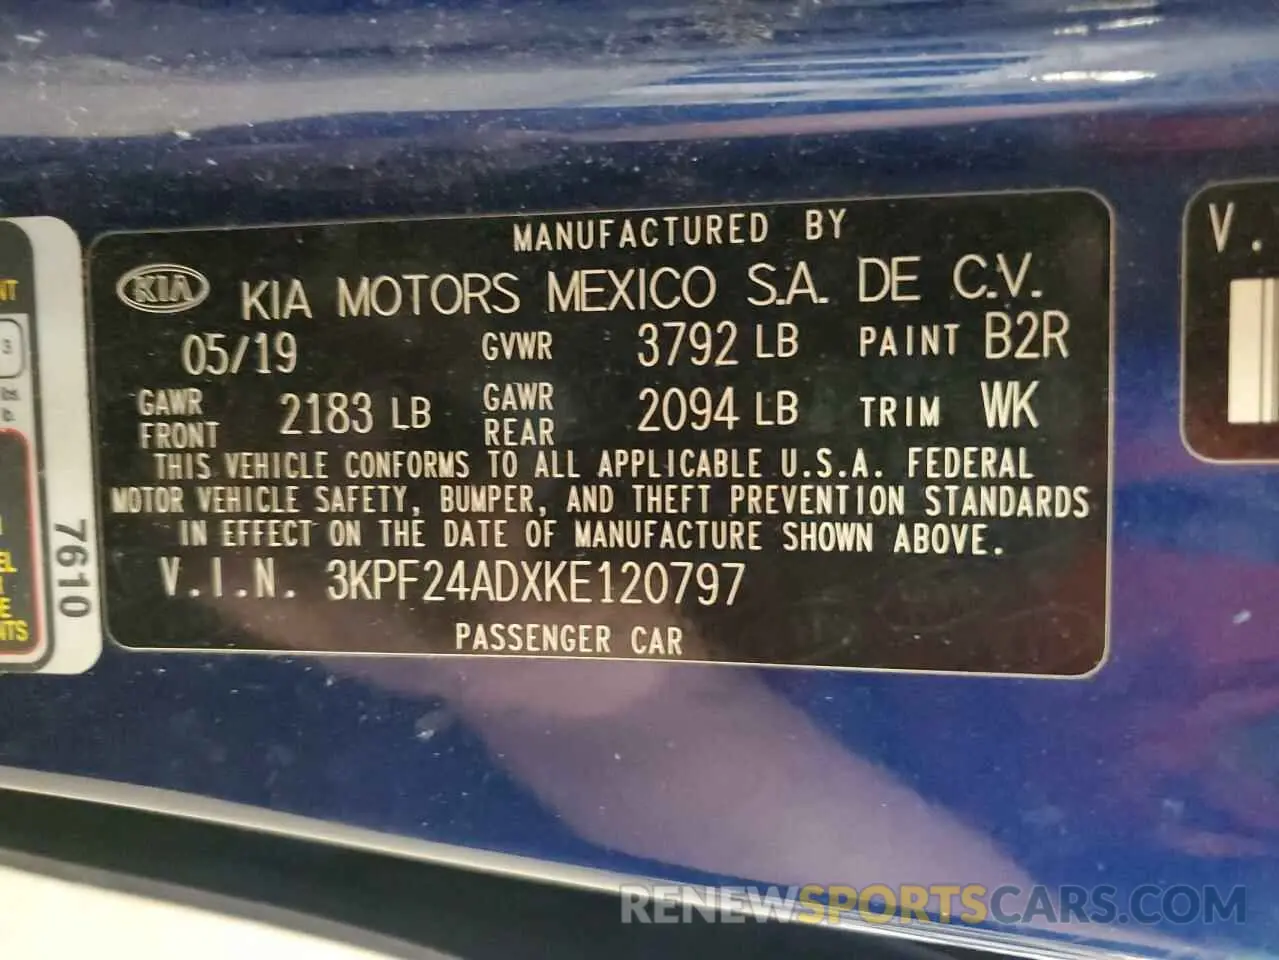 MANUFACTURED BY
KIA KIA MOTORS MEXICO S.A. DE C.V.
05/19 GVWR 3792 LB PAINT B2R
GAWR FRONT 2183 LB GAWR REAR 2094 LB TRIM WK
THIS VEHICLE CONFORMS TO ALL APPLICABLE U.S.A. FEDERAL
MOTOR VEHICLE SAFETY, BUMPER, AND THEFT PREVENTION STANDARDS
IN EFFECT ON THE DATE OF MANUFACTURE SHOWN ABOVE.
V.I.N. 3KPF24ADXKE120797
PASSENGER CAR
7610
3
V.
RENEWSPORTSCARS.COM